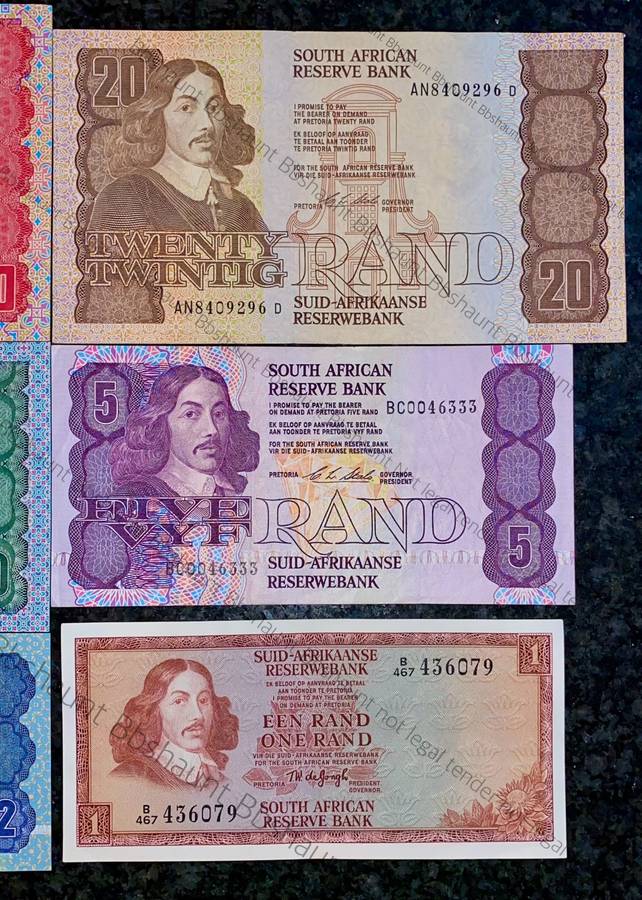 20
SOUTH AFRICAN
RESERVE BANK
AN8409296 D
I PROMISE TO PAY
THE BEARER ON DEMAND
AT PRETORIA TWENTY RAND
EK BELOOF OP AANVRAAG
TE BETAAL AAN TOONDER
TE PRETORIA TWINTIG RAND
FOR THE SOUTH AFRICAN RESERVE BANK
VIR DIE SUID-AFRIKAANSE RESERWEBANK
PRETORIA
GOVERNOR
PRESIDENT
TWENTY
TWINTIG
RAND
20
AN8409296 D
SUID-AFRIKAANSE
RESERWEBANK
5
SOUTH AFRICAN
RESERVE BANK
I PROMISE TO PAY THE BEARER
ON DEMAND AT PRETORIA FIVE RAND
BC0046333
EK BELOOF OP AANVRAAG TE BETAAL
AAN TOONDER TE PRETORIA VYF RAND
FOR THE SOUTH AFRICAN RESERVE BANK
VIR DIE SUID-AFRIKAANSE RESERWEBANK
PRETORIA
GOVERNOR
PRESIDENT
FIVE
VYF
RAND
5
BC0046333
SUID-AFRIKAANSE
RESERWEBANK
2
1
SUID-AFRIKAANSE
RESERWEBANK
B/467 436079
EK BELOOF OP AANVRAAG TE BETAAL
AAN TOONDER TE PRETORIA
I PROMISE TO PAY THE BEARER
ON DEMAND AT PRETORIA
EEN RAND
ONE RAND
VIR DIE SUID-AFRIKAANSE RESERWEBANK
FOR THE SOUTH AFRICAN RESERVE BANK
TW de Jongh
PRETORIA
PRESIDENT
GOVERNOR
B/467 436079
1
SOUTH AFRICAN
RESERVE BANK
Bbshaunt not legal tender